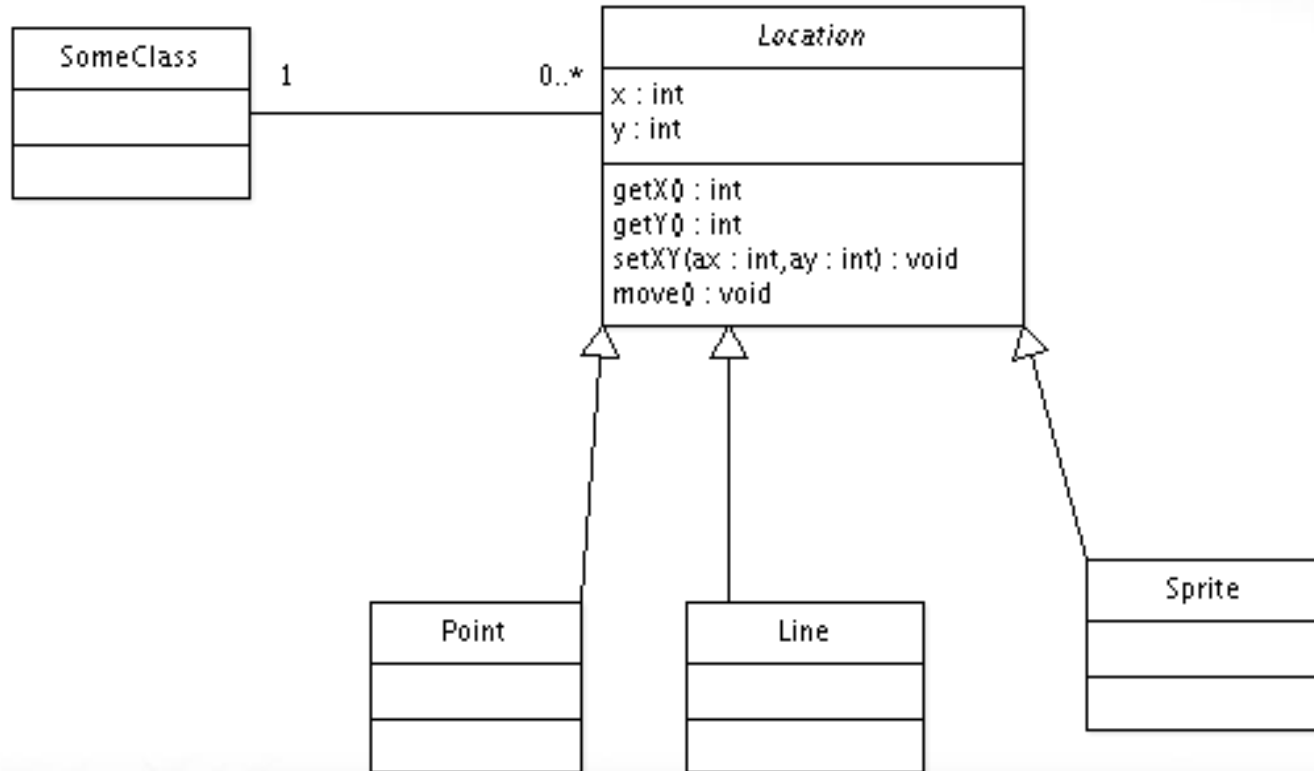 SomeClass
1
0..*
Location
x : int
y : int
getX() : int
getY() : int
setXY(ax : int,ay : int) : void
move() : void
Point
Line
Sprite